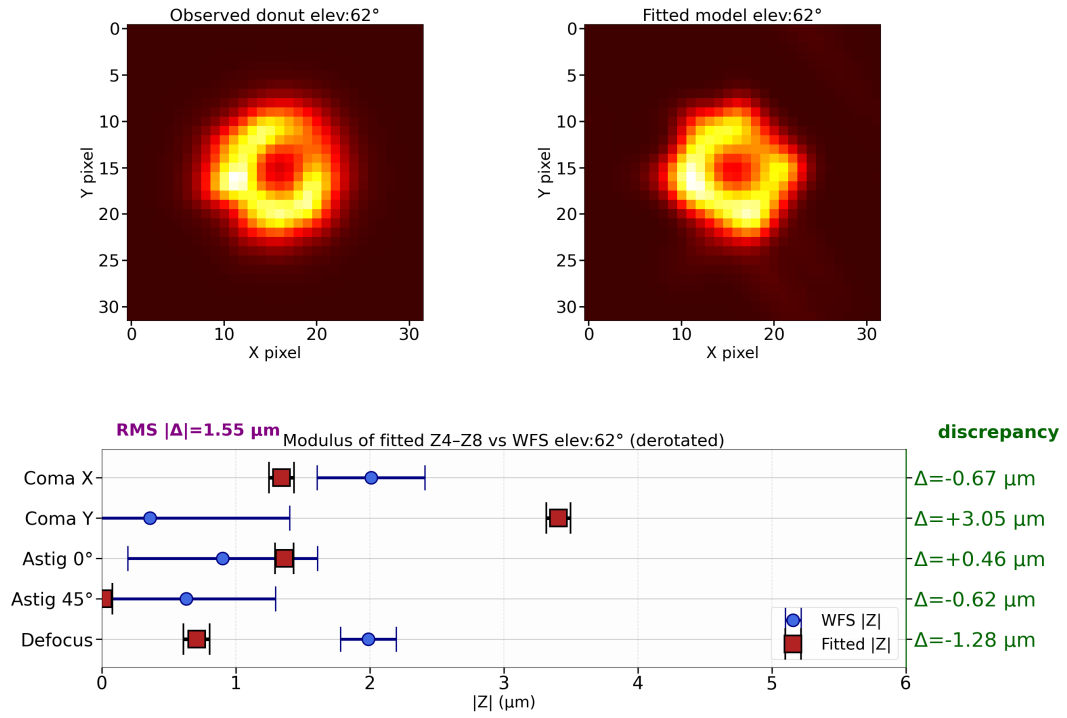 Observed donut elev:62°
Fitted model elev:62°
0
5
10
15
20
25
30
Y pixel
0 10 20 30
X pixel
0
5
10
15
20
25
30
Y pixel
0 10 20 30
X pixel
RMS |Δ|=1.55 μm
Modulus of fitted Z4–Z8 vs WFS elev:62° (derotated)
discrepancy
Coma X Δ=-0.67 μm
Coma Y Δ=+3.05 μm
Astig 0° Δ=+0.46 μm
Astig 45° Δ=-0.62 μm
Defocus Δ=-1.28 μm
WFS |Z|
Fitted |Z|
0 1 2 3 4 5 6
|Z| (μm)